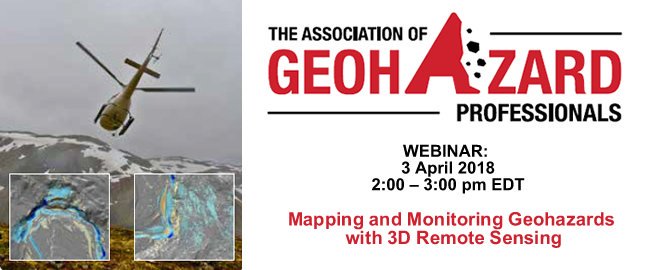 THE ASSOCIATION OF
GEOHAZARD
PROFESSIONALS
WEBINAR:
3 April 2018
2:00 – 3:00 pm EDT
Mapping and Monitoring Geohazards
with 3D Remote Sensing